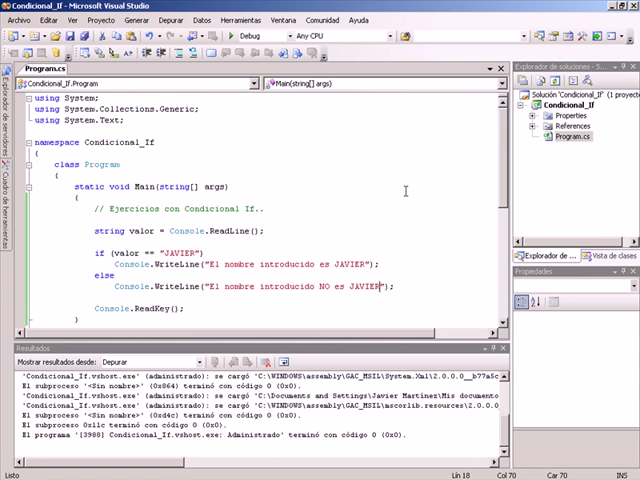 Condicional_If - Microsoft Visual Studio
Archivo Editar Ver Proyecto Generar Depurar Datos Herramientas Ventana Comunidad Ayuda
Debug Any CPU
Explorador de servidores
Cuadro de herramientas
Program.cs
Condicional_If.Program Main(string[] args)
using System;
using System.Collections.Generic;
using System.Text;
namespace Condicional_If
{
class Program
{
static void Main(string[] args)
{
// Ejercicios con Condicional If..
string valor = Console.ReadLine();
if (valor == "JAVIER")
Console.WriteLine("El nombre introducido es JAVIER");
else
Console.WriteLine("El nombre introducido NO es JAVIER");
Console.ReadKey();
}
Explorador de soluciones - S...
Solución "Condicional_If" (1 proyecto
Condicional_If
Properties
References
Program.cs
Explorador de ... Vista de clases
Propiedades
Resultados
Mostrar resultados desde: Depurar
'Condicional_If.vshost.exe' (administrado): se cargó 'C:\WINDOWS\assembly\GAC_MSIL\System.Xml\2.0.0.0__b77a5c
El subproceso '<Sin nombre>' (0x864) terminó con código 0 (0x0).
'Condicional_If.vshost.exe' (administrado): se cargó 'C:\Documents and Settings\Javier Martinez\Mis documento
'Condicional_If.vshost.exe' (administrado): se cargó 'C:\WINDOWS\assembly\GAC_MSIL\mscorlib.resources\2.0.0.0
El subproceso '<Sin nombre>' (0xd4c) terminó con código 0 (0x0).
El subproceso 0x11c terminó con código 0 (0x0).
El programa '[3988] Condicional_If.vshost.exe: Administrado' terminó con código 0 (0x0).
Listo Lín 18 Col 70 Car 70 INS